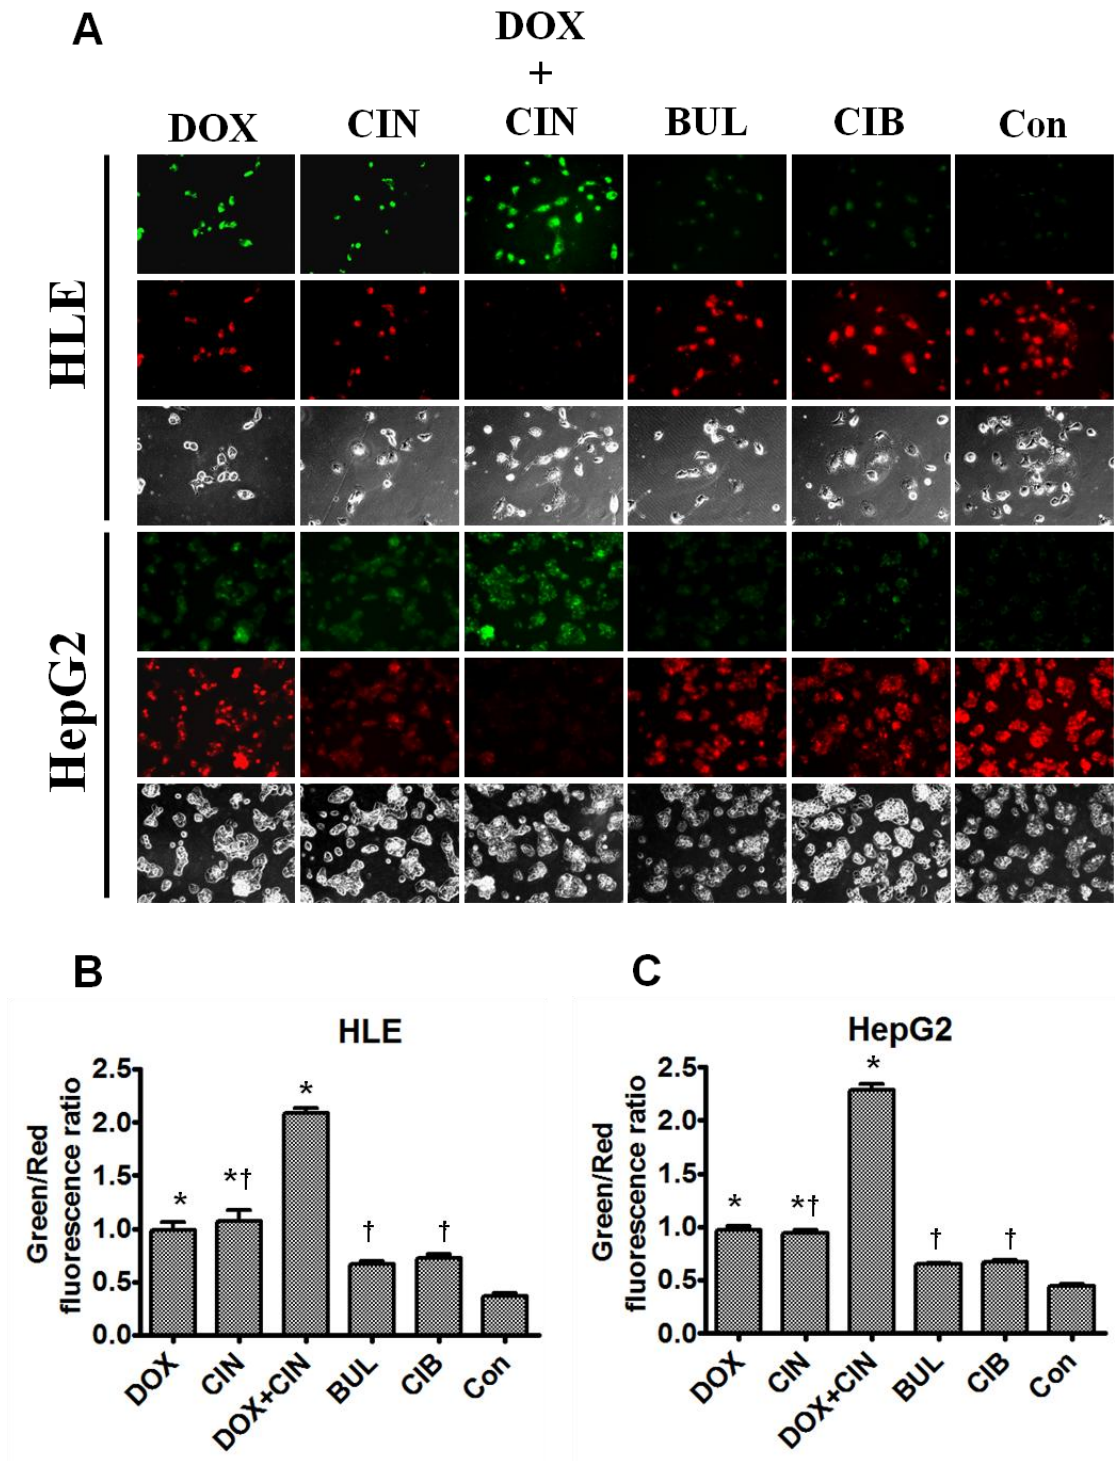 A
DOX
+
DOX CIN CIN BUL CIB Con
HLE
HepG2
B
HLE
Green/Red
fluorescence ratio
2.5
2.0
1.5
1.0
0.5
0.0
*
*†
*
†
†
DOX
CIN
DOX+CIN
BUL
CIB
Con
C
HepG2
Green/Red
fluorescence ratio
2.5
2.0
1.5
1.0
0.5
0.0
*
*†
*
†
†
DOX
CIN
DOX+CIN
BUL
CIB
Con